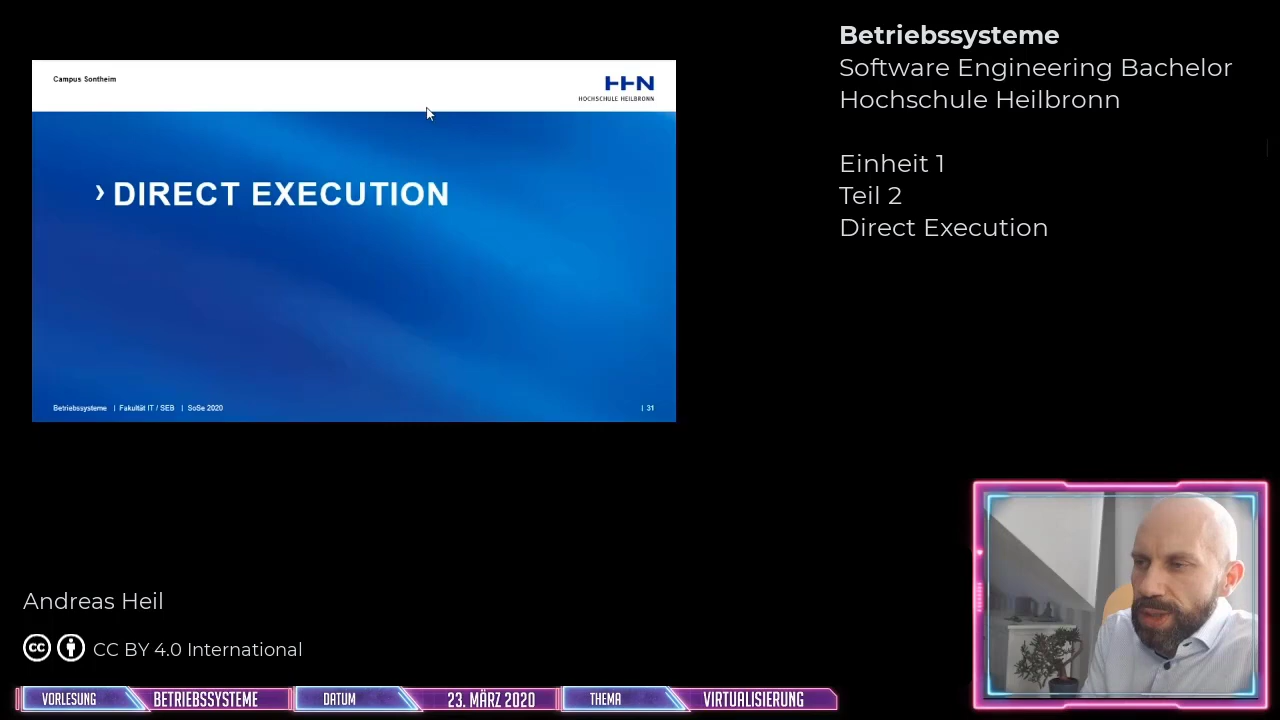 Campus Sontheim
HHN
HOCHSCHULE HEILBRONN
› DIRECT EXECUTION
Betriebssysteme | Fakultät IT / SEB | SoSe 2020
| 31
Betriebssysteme
Software Engineering Bachelor
Hochschule Heilbronn
Einheit 1
Teil 2
Direct Execution
Andreas Heil
cc
CC BY 4.0 International
VORLESUNG
BETRIEBSSYSTEME
DATUM
23. MÄRZ 2020
THEMA
VIRTUALISIERUNG